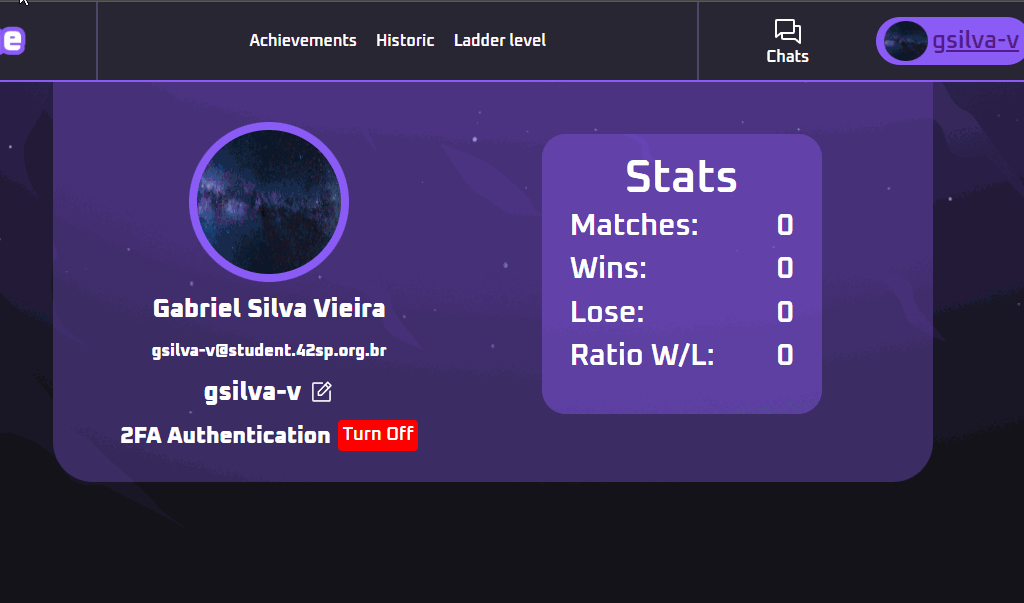 e
Achievements Historic Ladder level
Chats
gsilva-v
Gabriel Silva Vieira
gsilva-v@student.42sp.org.br
gsilva-v
2FA Authentication Turn Off
Stats
Matches: 0
Wins: 0
Lose: 0
Ratio W/L: 0